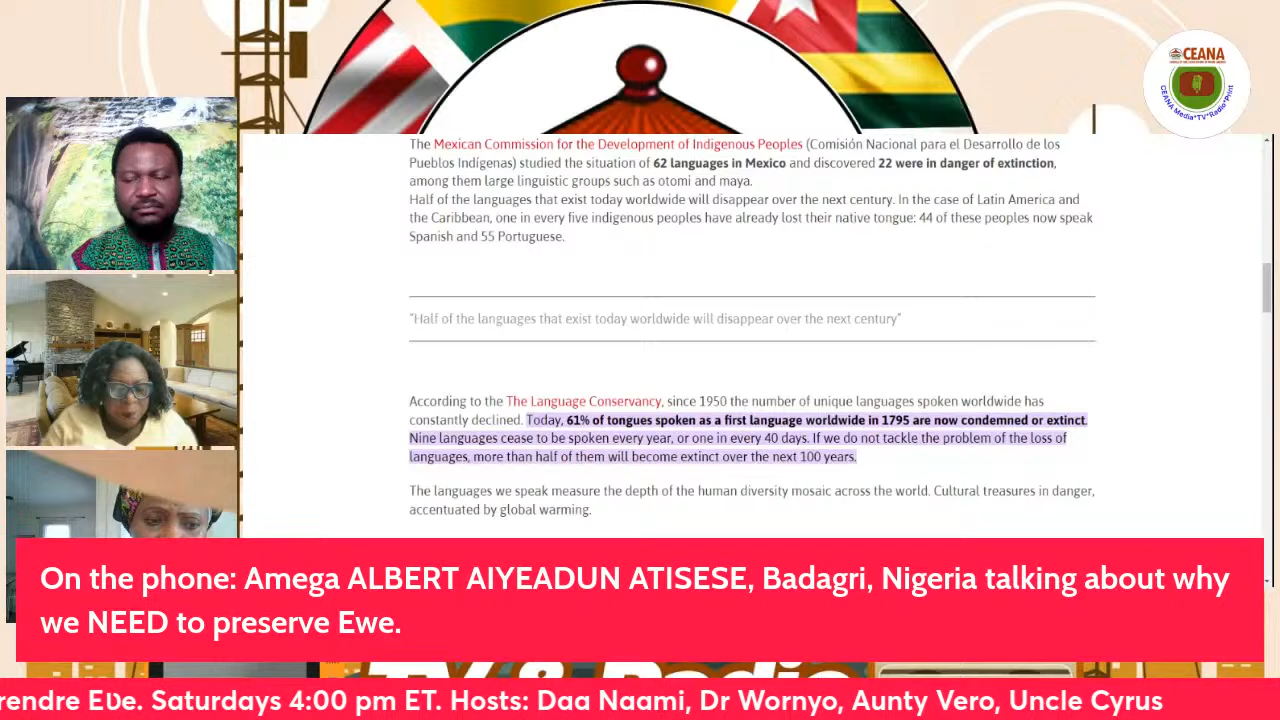 CEANA
CEANA Media*TV*Radio*Print
The Mexican Commission for the Development of Indigenous Peoples (Comisión Nacional para el Desarrollo de los
Pueblos Indígenas) studied the situation of 62 languages in Mexico and discovered 22 were in danger of extinction,
among them large linguistic groups such as otomi and maya.
Half of the languages that exist today worldwide will disappear over the next century. In the case of Latin America and
the Caribbean, one in every five indigenous peoples have already lost their native tongue: 44 of these peoples now speak
Spanish and 55 Portuguese.
“Half of the languages that exist today worldwide will disappear over the next century”
According to the The Language Conservancy, since 1950 the number of unique languages spoken worldwide has
constantly declined. Today, 61% of tongues spoken as a first language worldwide in 1795 are now condemned or extinct.
Nine languages cease to be spoken every year, or one in every 40 days. If we do not tackle the problem of the loss of
languages, more than half of them will become extinct over the next 100 years.
The languages we speak measure the depth of the human diversity mosaic across the world. Cultural treasures in danger,
accentuated by global warming.
On the phone: Amega ALBERT AIYEADUN ATISESE, Badagri, Nigeria talking about why
we NEED to preserve Ewe.
TV & Radio
rendre Eʋe. Saturdays 4:00 pm ET. Hosts: Daa Naami, Dr Wornyo, Aunty Vero, Uncle Cyrus